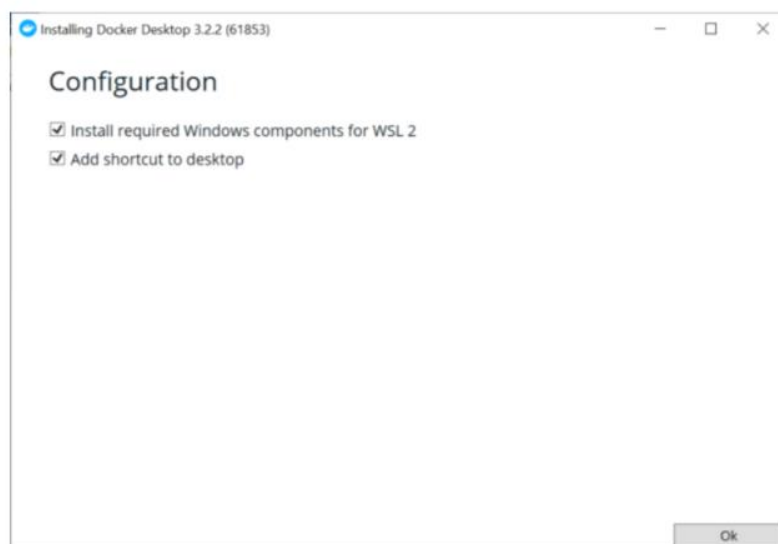 Installing Docker Desktop 3.2.2 (61853)
Configuration
Install required Windows components for WSL 2
Add shortcut to desktop
Ok